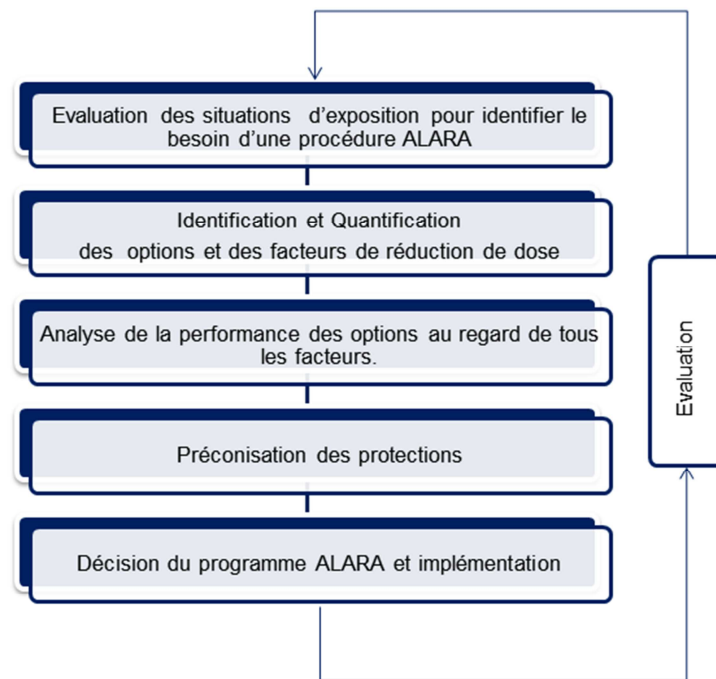 Evaluation des situations d’exposition pour identifier le
besoin d’une procédure ALARA
Identification et Quantification
des options et des facteurs de réduction de dose
Analyse de la performance des options au regard de tous
les facteurs.
Préconisation des protections
Décision du programme ALARA et implémentation
Evaluation